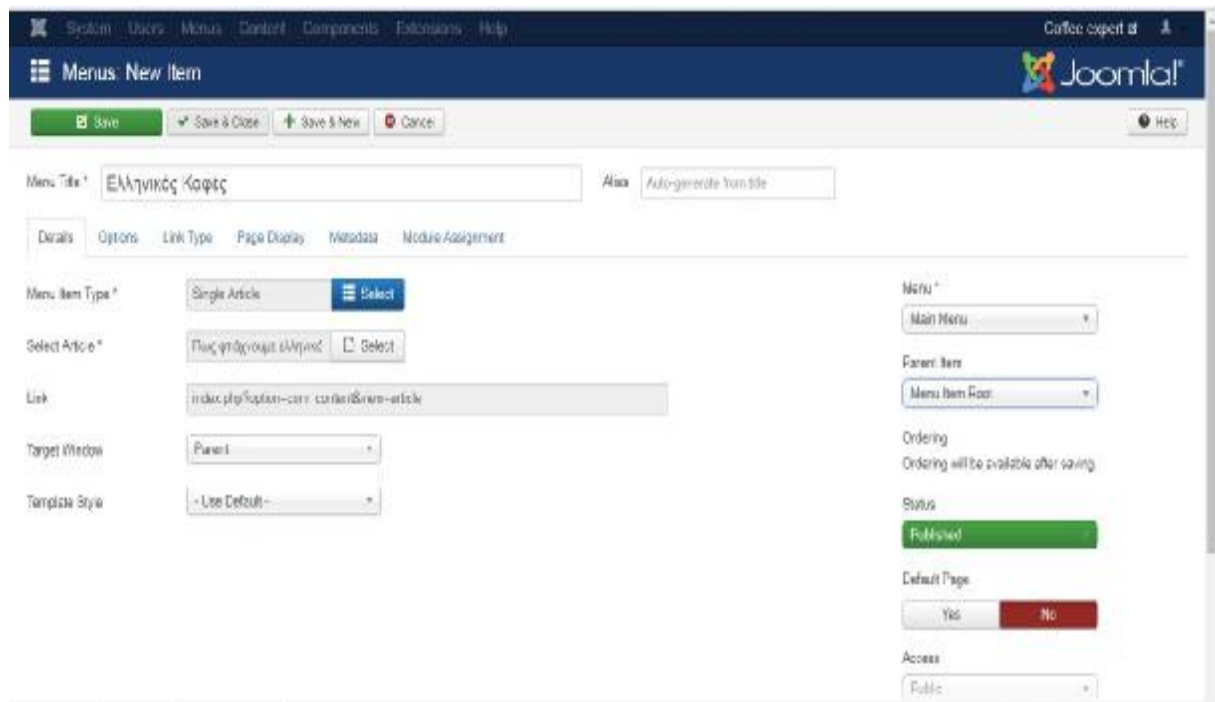 System Users Menus Content Components Extensions Help Coffee expert
Menus: New Item Joomla!
Save Save & Close Save & New Cancel Help
Menu Title * Ελληνικός Καφές Alias Auto-generate from title
Details Options Link Type Page Display Metadata Module Assignment
Menu Item Type * Single Article Select
Select Article * Πως φτιάχνουμε ελληνικό Select
Link index.php?option=com_content&view=article
Target Window Parent
Template Style - Use Default -
Menu *
Main Menu
Parent Item
Menu Item Root
Ordering
Ordering will be available after saving
Status
Published
Default Page
Yes No
Access
Public